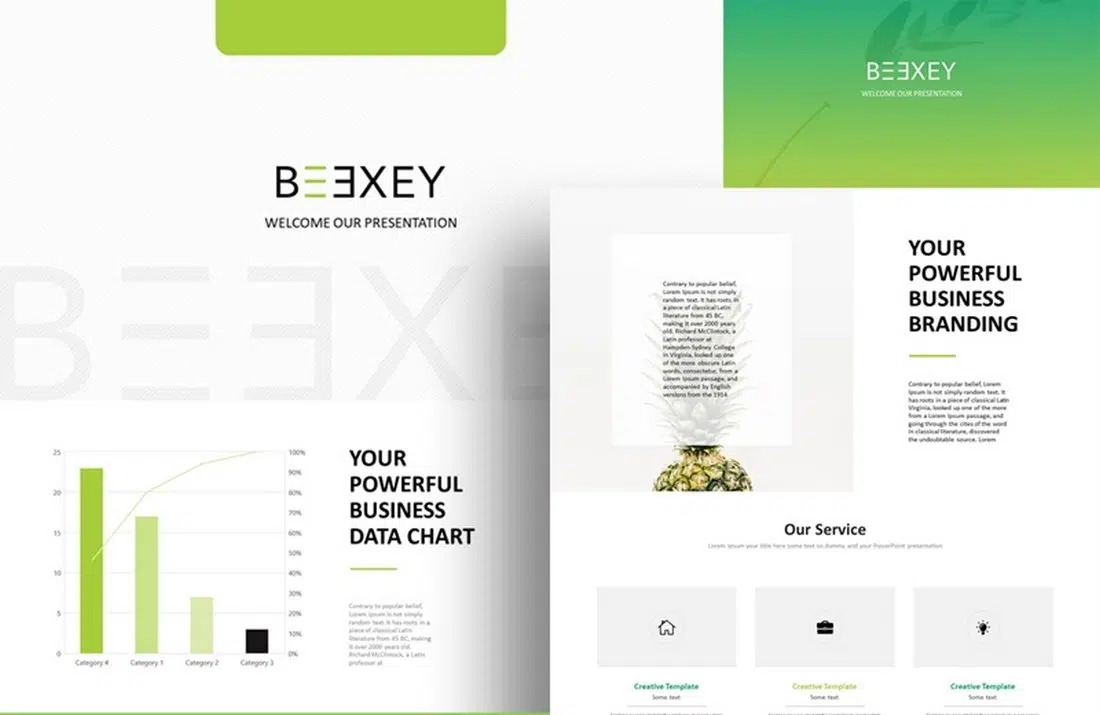 BEEXEY
WELCOME OUR PRESENTATION
BEEXEY
WELCOME OUR PRESENTATION
BEEXE
Contrary to popular belief,
Lorem Ipsum is not simply
random text. It has roots in
a piece of classical Latin
literature from 45 BC,
making it over 2000 years
old. Richard McClintock, a
Latin professor at
Hampden-Sydney College
in Virginia, looked up one
of the more obscure Latin
words, consectetur, from a
Lorem Ipsum passage, and
accompanied by English
versions from the 1914
YOUR
POWERFUL
BUSINESS
BRANDING
Contrary to popular belief, Lorem
Ipsum is not simply random text. It
has roots in a piece of classical Latin
Virginia, looked up one of the more
from a Lorem Ipsum passage, and
going through the cites of the word
in classical literature, discovered
the undoubtable source. Lorem
25
20
15
10
5
0
100%
90%
80%
70%
60%
50%
40%
30%
20%
10%
0%
Category 4
Category 1
Category 2
Category 3
YOUR
POWERFUL
BUSINESS
DATA CHART
Contrary to popular belief,
Lorem Ipsum is not simply
random text. It has roots in a
piece of classical Latin
literature from 45 BC, making
it over 2000 years old.
Richard McClintock, a Latin
professor at
Our Service
Lorem ipsum your title here some text so dummy and your PowerPoint presentation
Creative Template
Some text
Creative Template
Some text
Creative Template
Some text